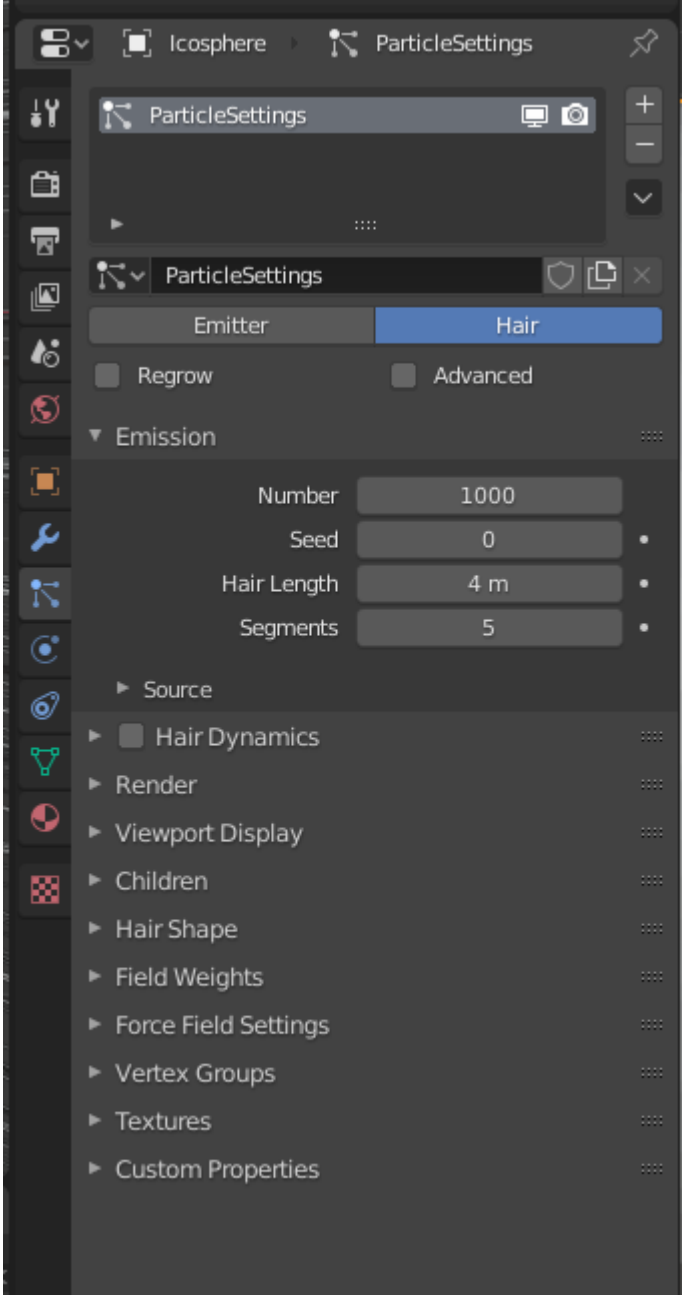 Icosphere ParticleSettings
ParticleSettings
ParticleSettings
Emitter Hair
Regrow Advanced
Emission
Number 1000
Seed 0
Hair Length 4 m
Segments 5
Source
Hair Dynamics
Render
Viewport Display
Children
Hair Shape
Field Weights
Force Field Settings
Vertex Groups
Textures
Custom Properties